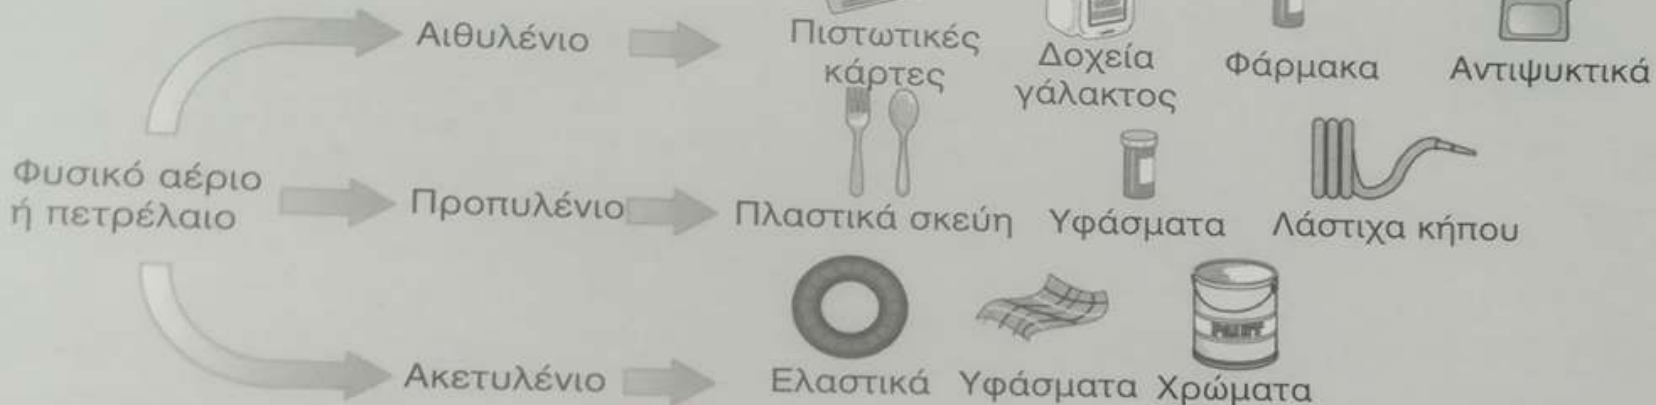 Αιθυλένιο
Πιστωτικές
κάρτες
Δοχεία
γάλακτος
Φάρμακα
Αντιψυκτικά
Φυσικό αέριο
ή πετρέλαιο
Προπυλένιο
Πλαστικά σκεύη
Υφάσματα
Λάστιχα κήπου
PAINT
Ακετυλένιο
Ελαστικά
Υφάσματα
Χρώματα